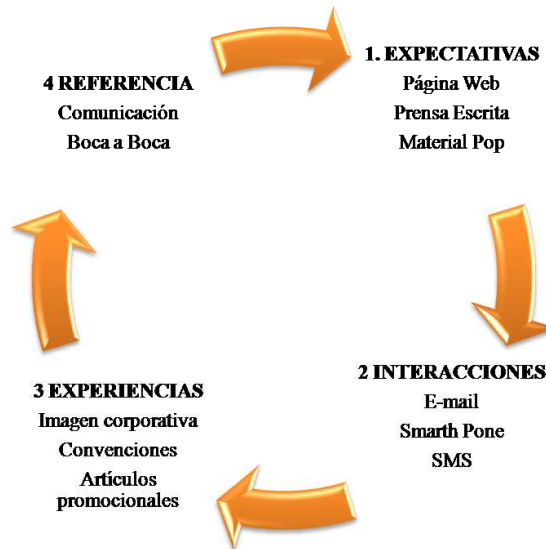 1. EXPECTATIVAS
Página Web
Prensa Escrita
Material Pop
2 INTERACCIONES
E-mail
Smarth Pone
SMS
3 EXPERIENCIAS
Imagen corporativa
Convenciones
Artículos
promocionales
4 REFERENCIA
Comunicación
Boca a Boca